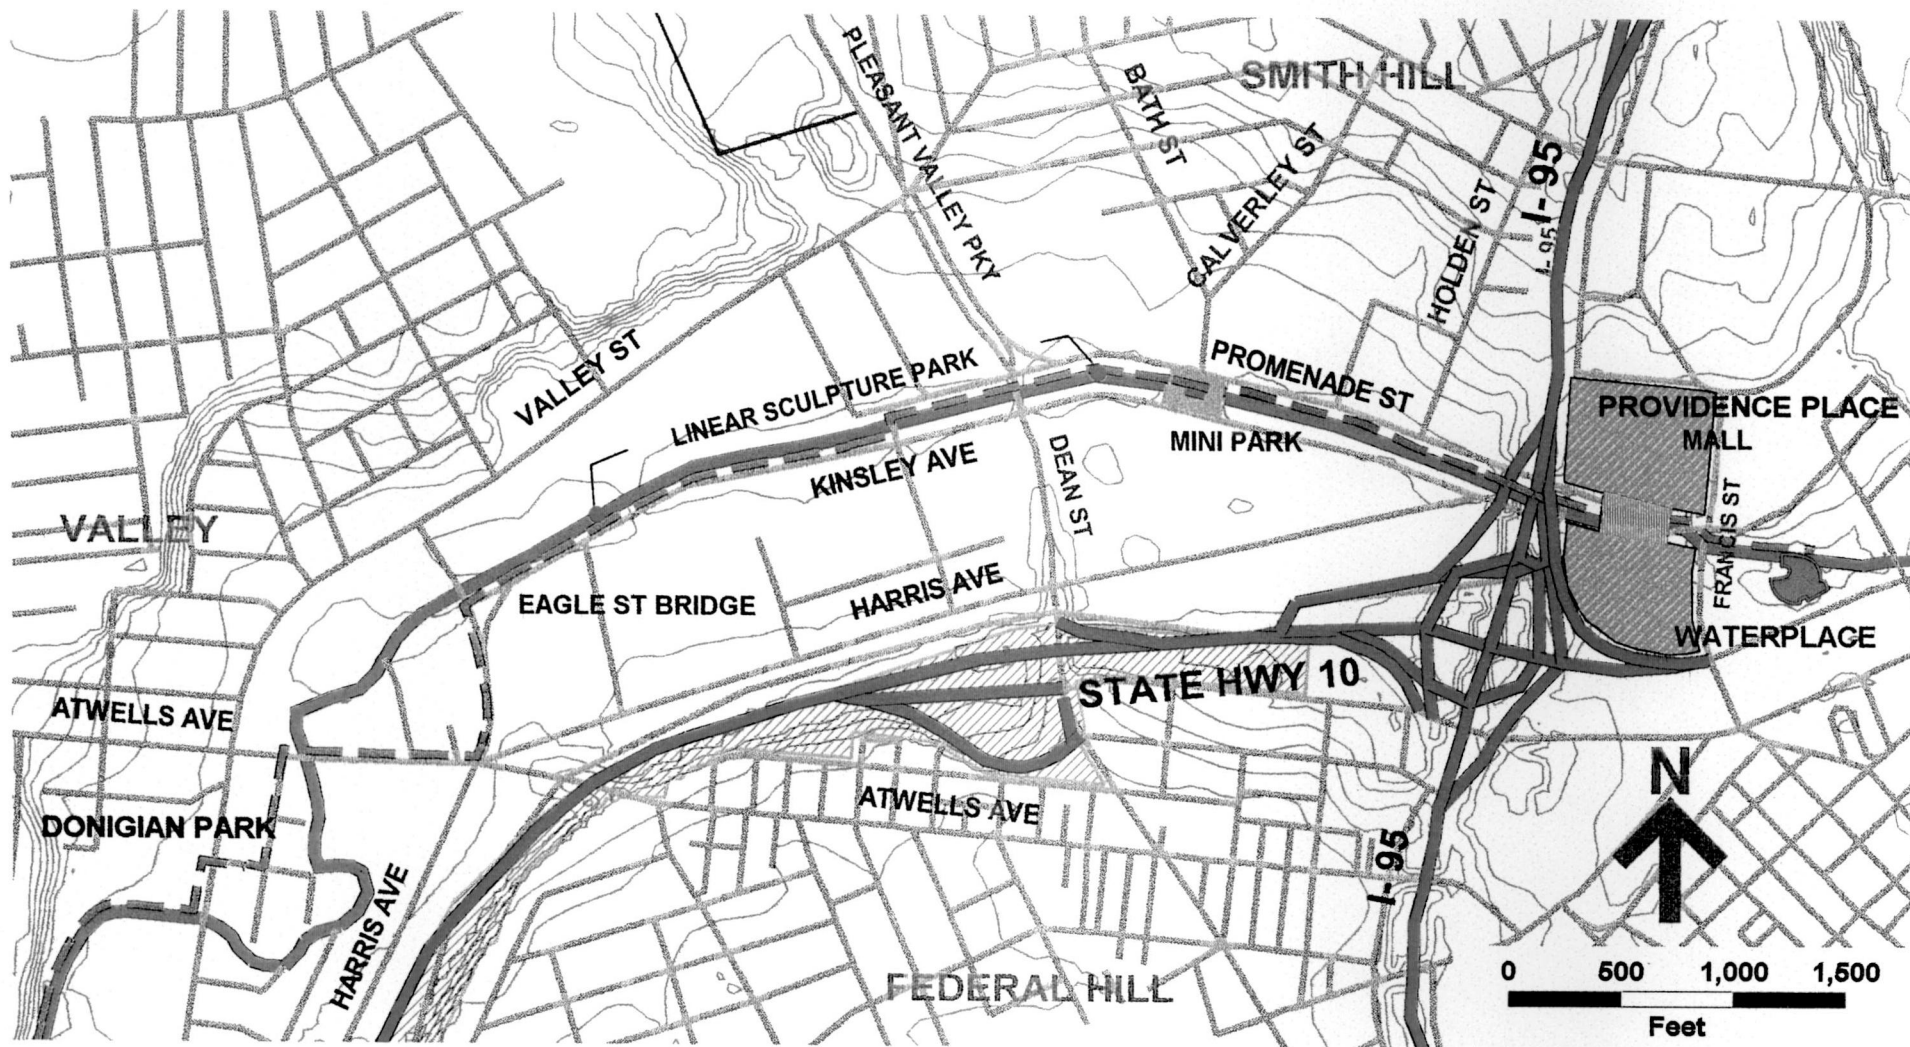 PLEASANT VALLEY PKY
BATH ST
SMITH HILL
CALVERLEY ST
HOLDEN ST
I-95
I-95
VALLEY ST
LINEAR SCULPTURE PARK
PROMENADE ST
PROVIDENCE PLACE
MALL
KINSLEY AVE
DEAN ST
MINI PARK
FRANCIS ST
VALLEY
EAGLE ST BRIDGE
HARRIS AVE
WATERPLACE
STATE HWY 10
ATWELLS AVE
ATWELLS AVE
DONIGIAN PARK
HARRIS AVE
I-95
FEDERAL HILL
N
0 500 1,000 1,500
Feet